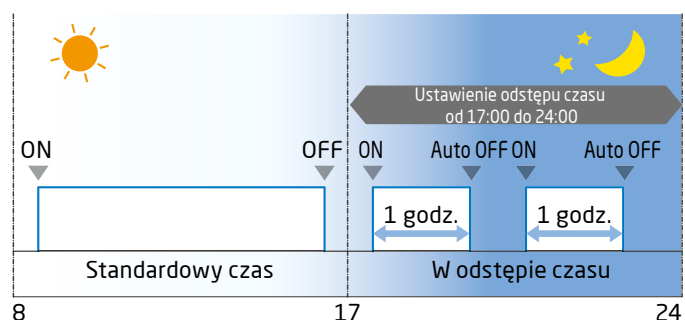 Ustawienie odstępu czasu
od 17:00 do 24:00
ON OFF ON Auto OFF ON Auto OFF
1 godz. 1 godz.
Standardowy czas W odstępie czasu
8 17 24